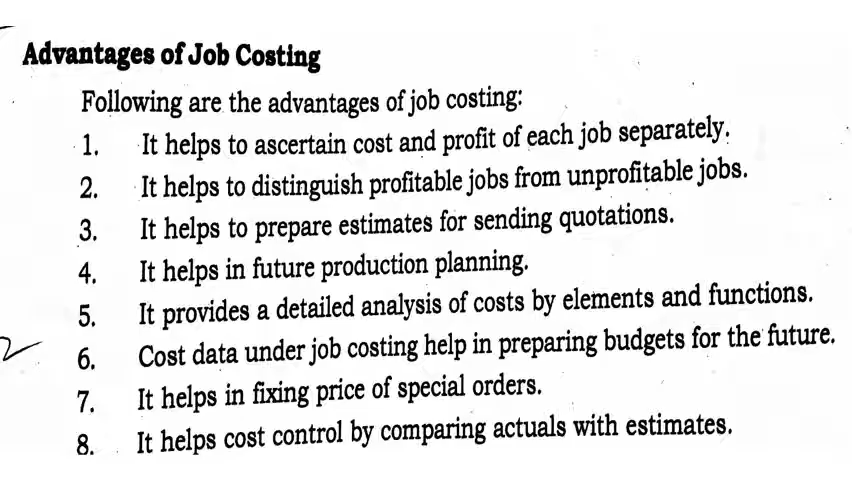 Advantages of Job Costing
Following are the advantages of job costing:
1. It helps to ascertain cost and profit of each job separately.
2. It helps to distinguish profitable jobs from unprofitable jobs.
3. It helps to prepare estimates for sending quotations.
4. It helps in future production planning.
5. It provides a detailed analysis of costs by elements and functions.
6. Cost data under job costing help in preparing budgets for the future.
7. It helps in fixing price of special orders.
8. It helps cost control by comparing actuals with estimates.